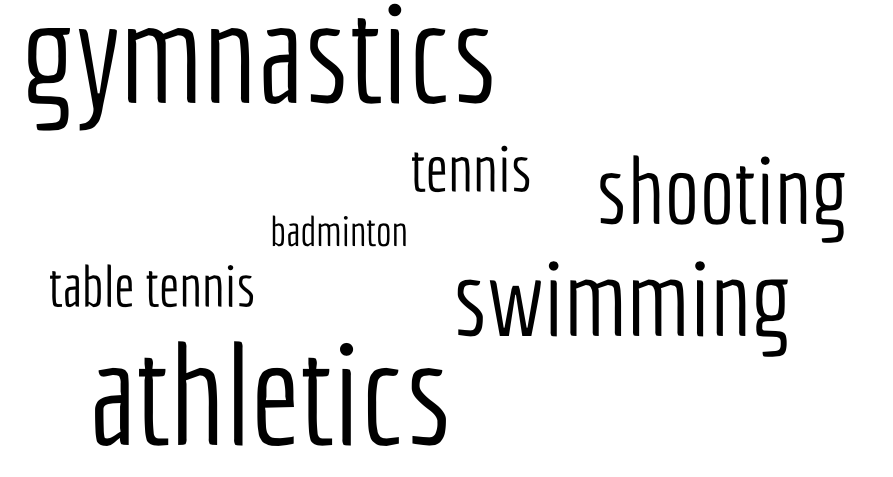 gymnastics
tennis
shooting
badminton
table tennis
swimming
athletics